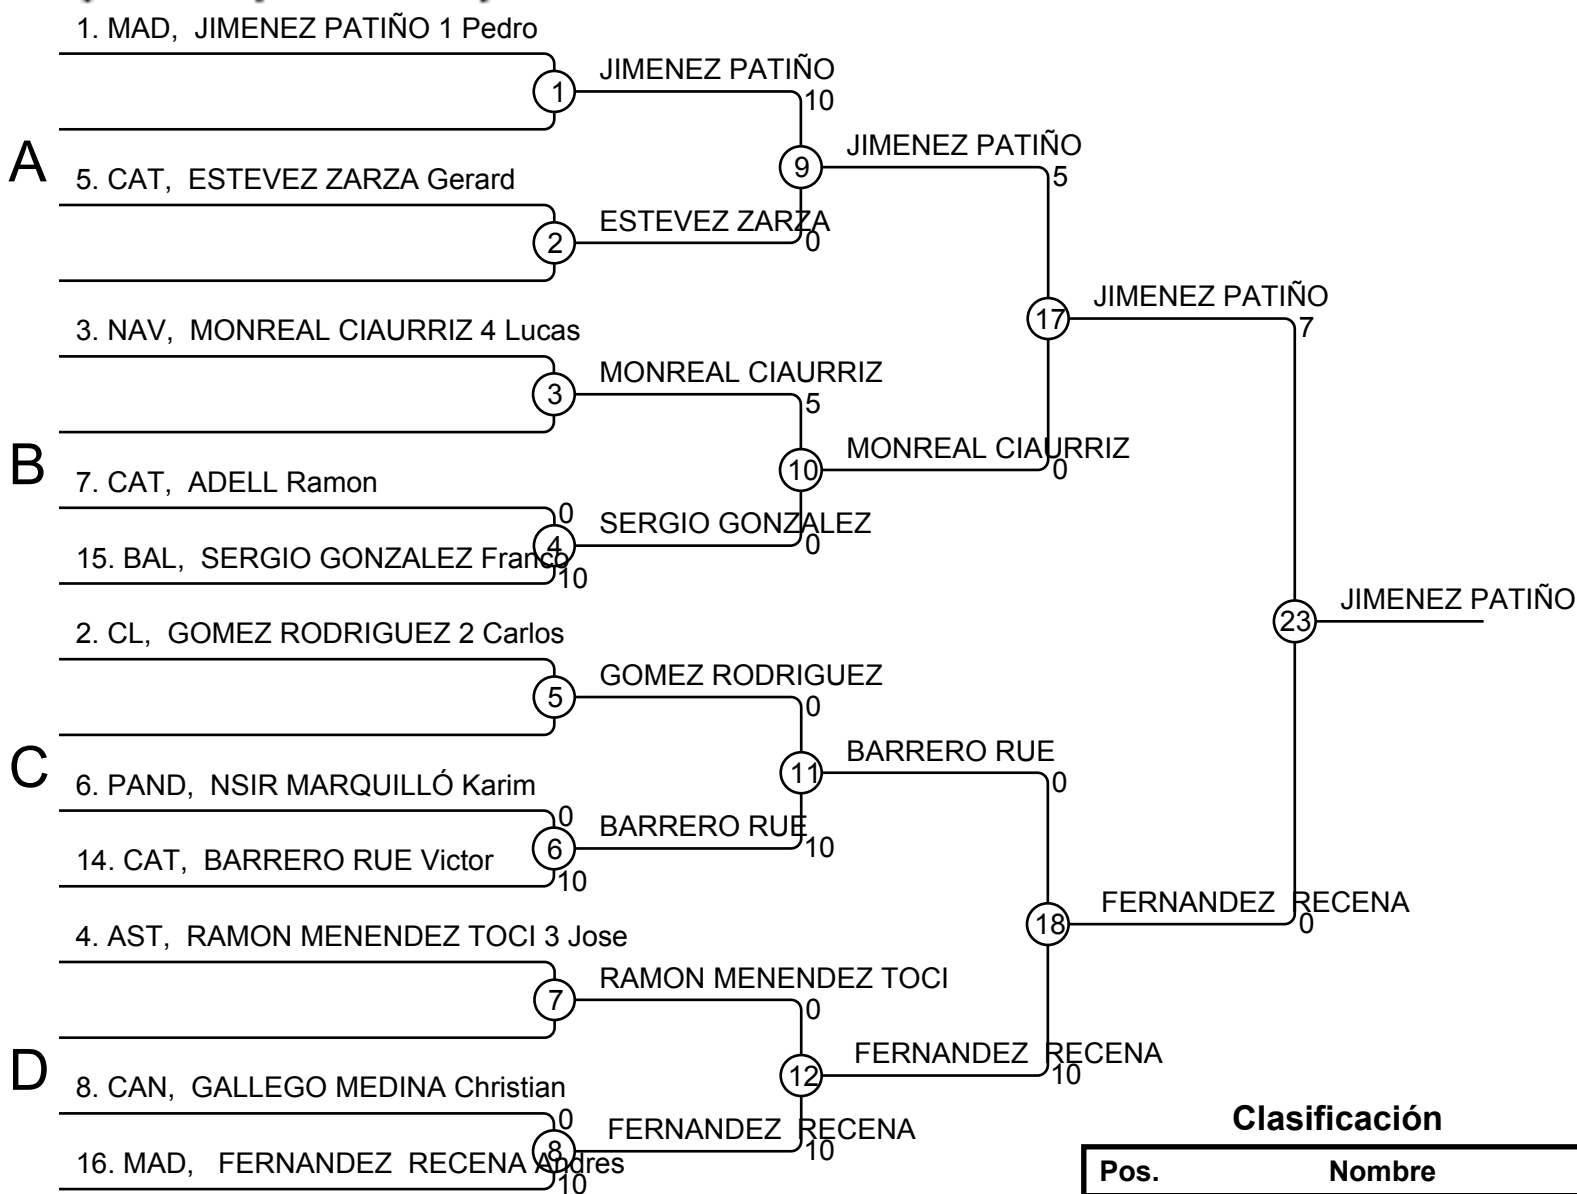 1. MAD, JIMENEZ PATIÑO 1 Pedro
JIMENEZ PATIÑO
1
10
JIMENEZ PATIÑO
A
9
5
5. CAT, ESTEVEZ ZARZA Gerard
ESTEVEZ ZARZA
2
0
JIMENEZ PATIÑO
17
7
3. NAV, MONREAL CIAURRIZ 4 Lucas
MONREAL CIAURRIZ
3
5
MONREAL CIAURRIZ
B
10
0
7. CAT, ADELL Ramon
0
SERGIO GONZALEZ
4
0
15. BAL, SERGIO GONZALEZ Franco
10
JIMENEZ PATIÑO
23
2. CL, GOMEZ RODRIGUEZ 2 Carlos
GOMEZ RODRIGUEZ
5
0
BARRERO RUE
C
11
0
6. PAND, NSIR MARQUILLÓ Karim
0
BARRERO RUE
6
10
14. CAT, BARRERO RUE Victor
10
FERNANDEZ RECENA
18
0
4. AST, RAMON MENENDEZ TOCI 3 Jose
RAMON MENENDEZ TOCI
7
0
FERNANDEZ RECENA
D
12
10
8. CAN, GALLEGO MEDINA Christian
0
FERNANDEZ RECENA
8
10
16. MAD, FERNANDEZ RECENA Andres
10
Clasificación
Pos. Nombre